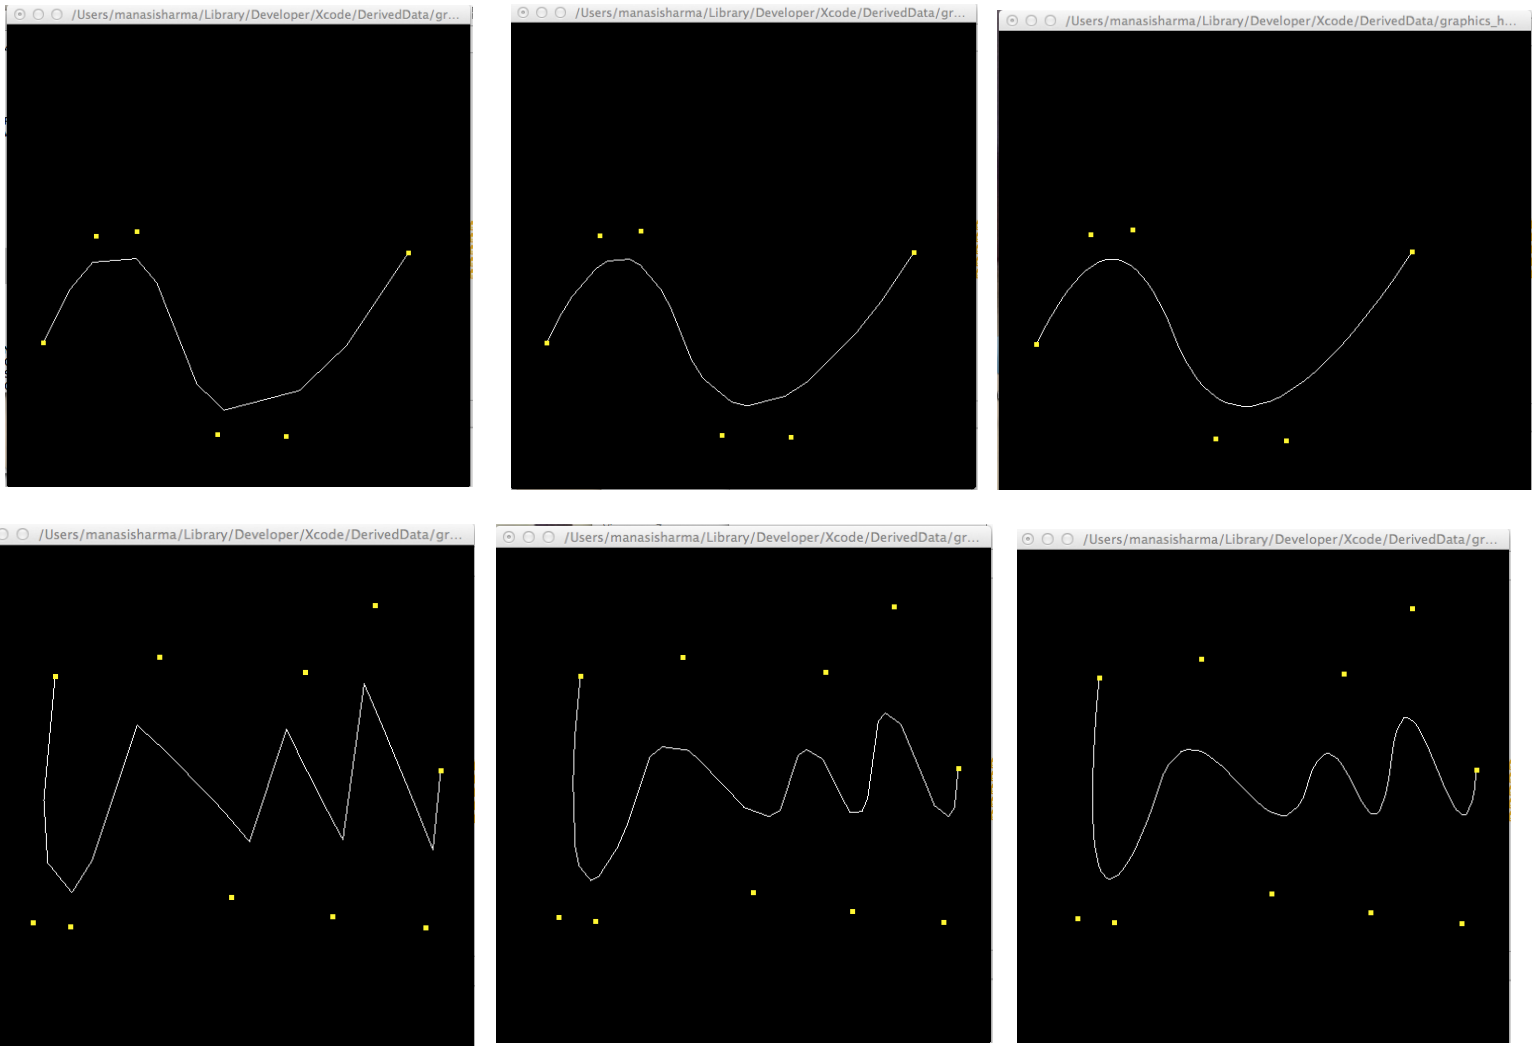 /Users/manasisharma/Library/Developer/Xcode/DerivedData/gr...
/Users/manasisharma/Library/Developer/Xcode/DerivedData/gr...
/Users/manasisharma/Library/Developer/Xcode/DerivedData/graphics_h...
/Users/manasisharma/Library/Developer/Xcode/DerivedData/gr...
/Users/manasisharma/Library/Developer/Xcode/DerivedData/gr...
/Users/manasisharma/Library/Developer/Xcode/DerivedData/gr...